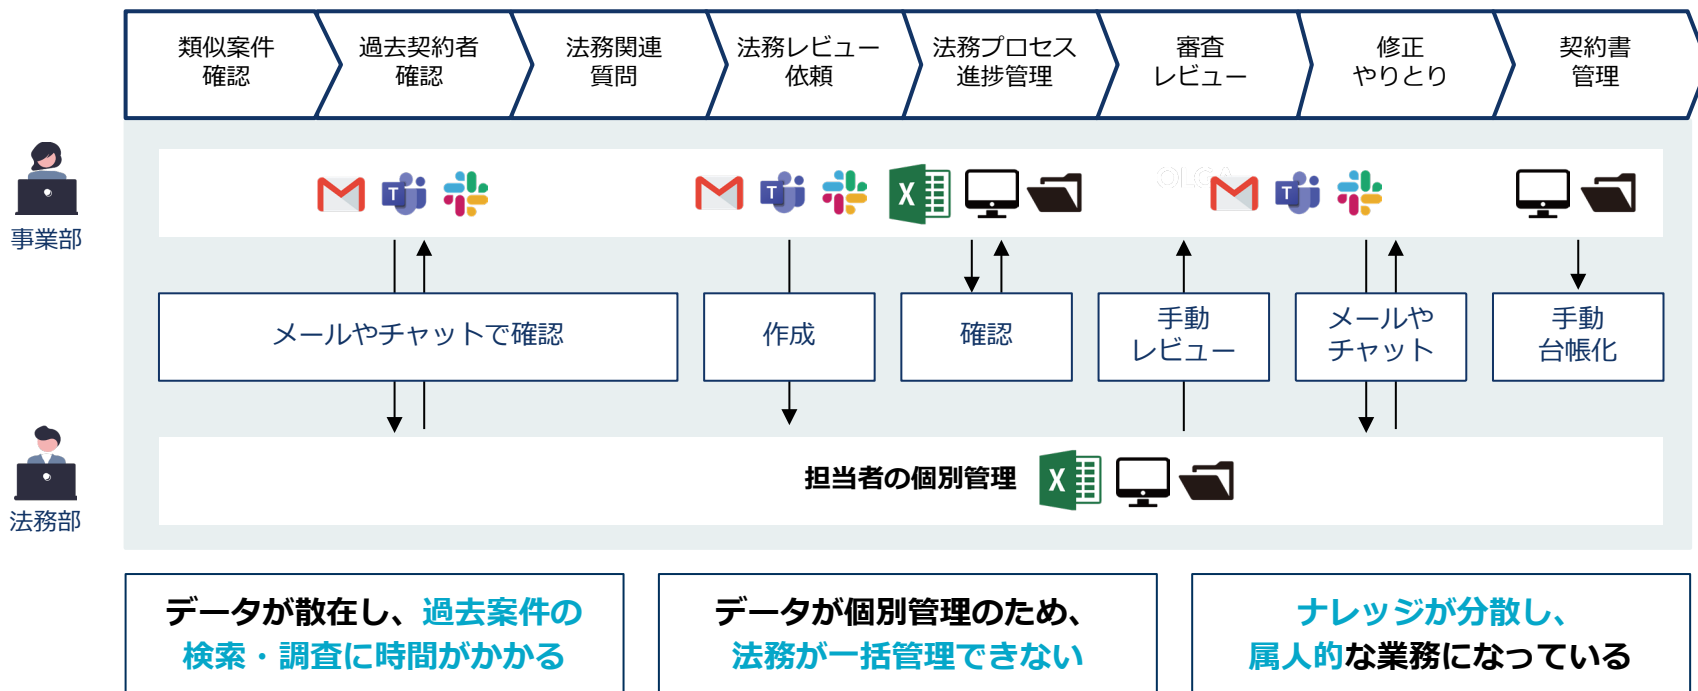 類似案件
確認
過去契約者
確認
法務関連
質問
法務レビュー
依頼
法務プロセス
進捗管理
審査
レビュー
修正
やりとり
契約書
管理
事業部
OLGA
メールやチャットで確認
作成
確認
手動
レビュー
メールや
チャット
手動
台帳化
担当者の個別管理
法務部
データが散在し、過去案件の
検索・調査に時間がかかる
データが個別管理のため、
法務が一括管理できない
ナレッジが分散し、
属人的な業務になっている